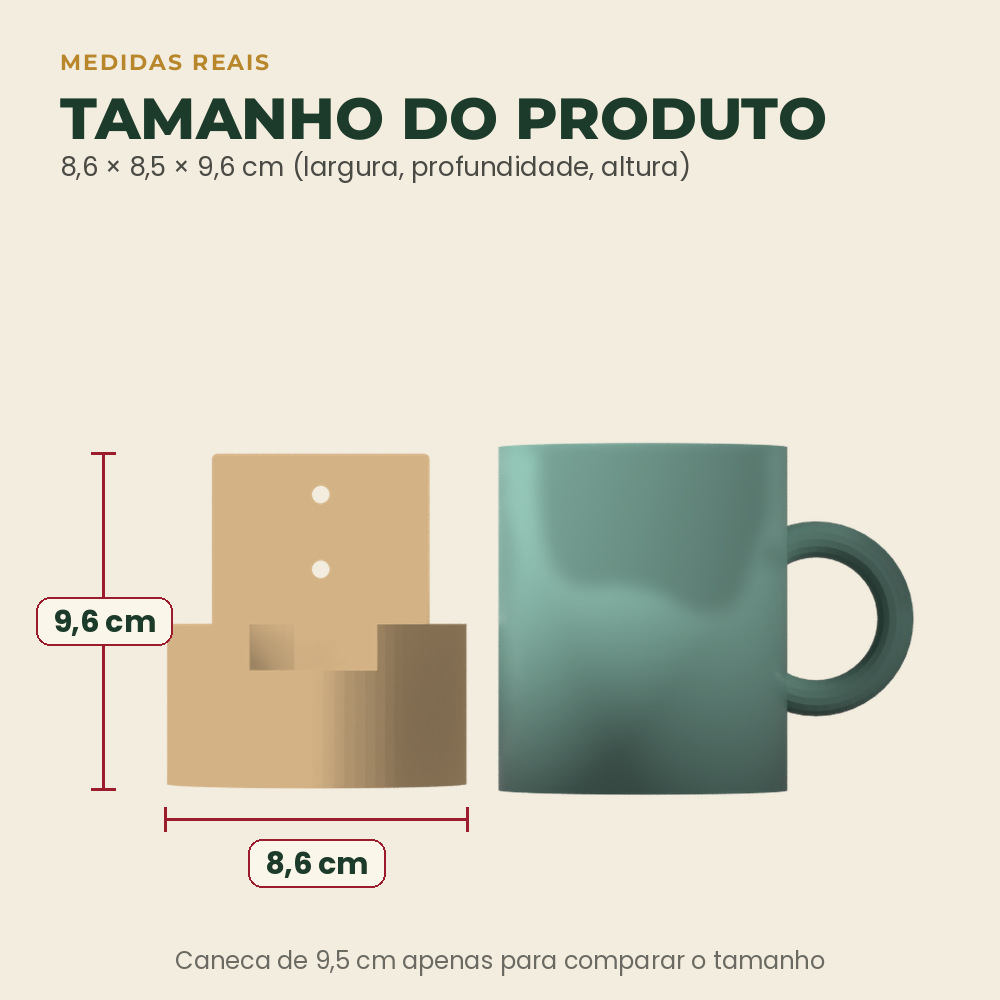 MEDIDAS REAIS
TAMANHO DO PRODUTO
8,6 × 8,5 × 9,6 cm (largura, profundidade, altura)
9,6 cm
8,6 cm
Caneca de 9,5 cm apenas para comparar o tamanho